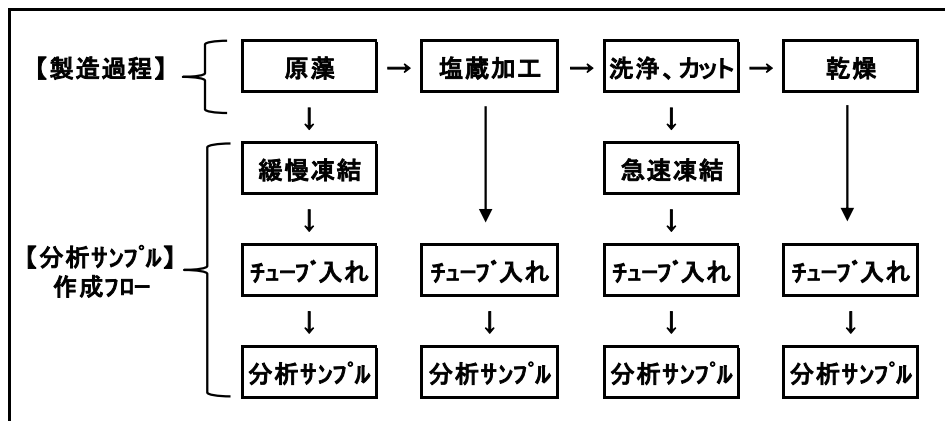 【製造過程】 原藻 → 塩蔵加工 → 洗浄、カット → 乾燥
↓ ↓
緩慢凍結 急速凍結
↓ ↓
【分析サンプル】
作成フロー
チューブ入れ チューブ入れ チューブ入れ チューブ入れ
↓ ↓ ↓ ↓
分析サンプル 分析サンプル 分析サンプル 分析サンプル